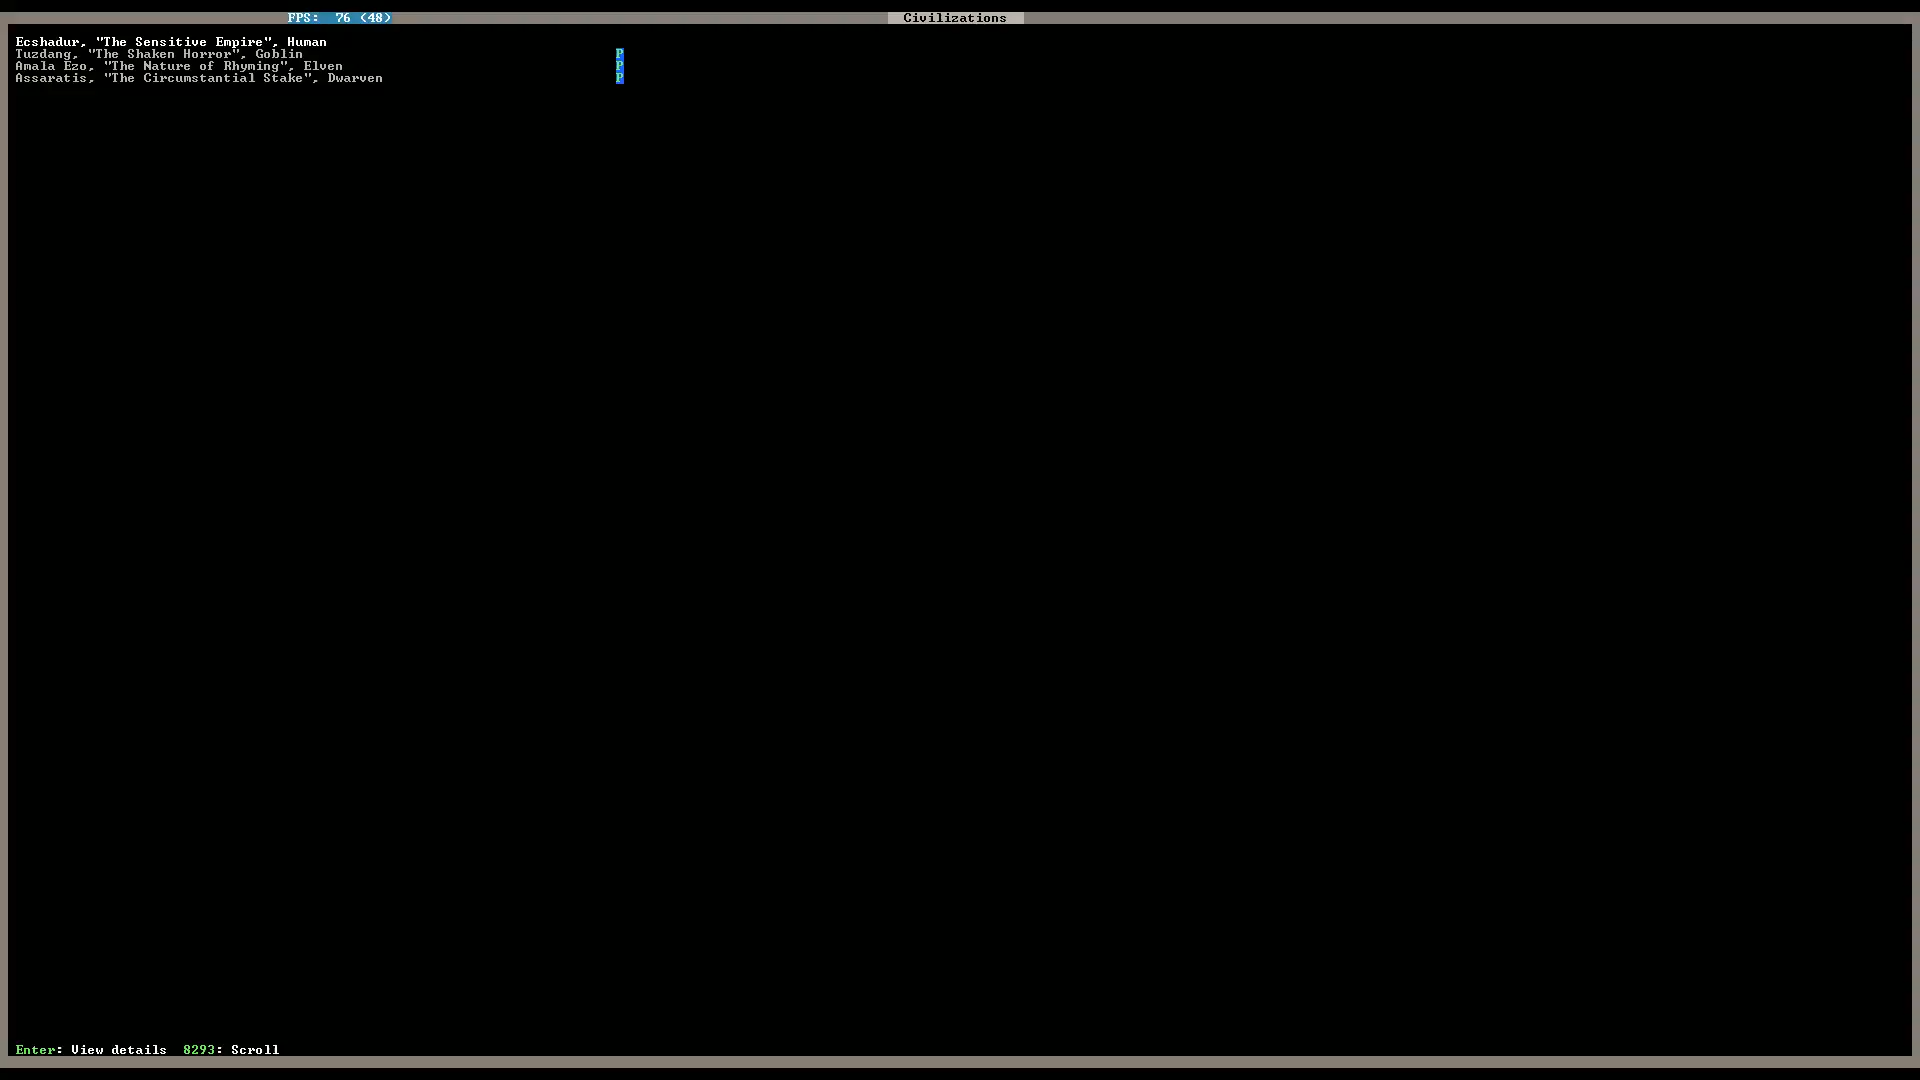 FPS: 76 (48) Civilizations
Ecshadur, "The Sensitive Empire", Human
Tuzdang, "The Shaken Horror", Goblin P
Amala Ezo, "The Nature of Rhyming", Elven P
Assaratis, "The Circumstantial Stake", Dwarven P
Enter: View details 8293: Scroll